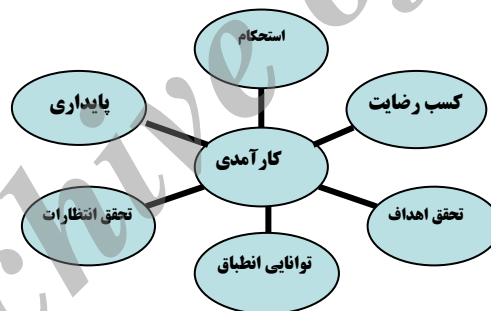 استحکام
پایداری
کسب رضایت
کارآمدی
تحقق انتظارات
تحقق اهداف
توانایی انطباق